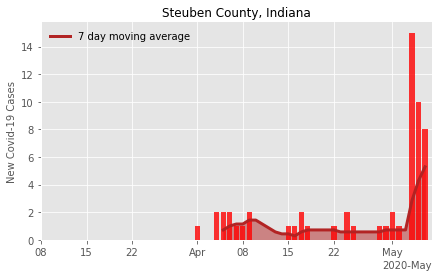 Steuben County, Indiana
7 day moving average
New Covid-19 Cases
14
12
10
8
6
4
2
0
08 15 22 Apr 08 15 22 May
2020-May